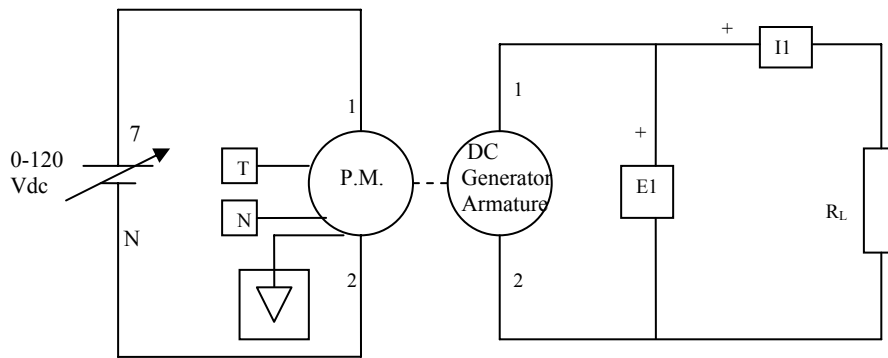 0-120
Vdc
7
N
1
2
T
N
P.M.
DC
Generator
Armature
1
2
+
E1
+
I1
RL